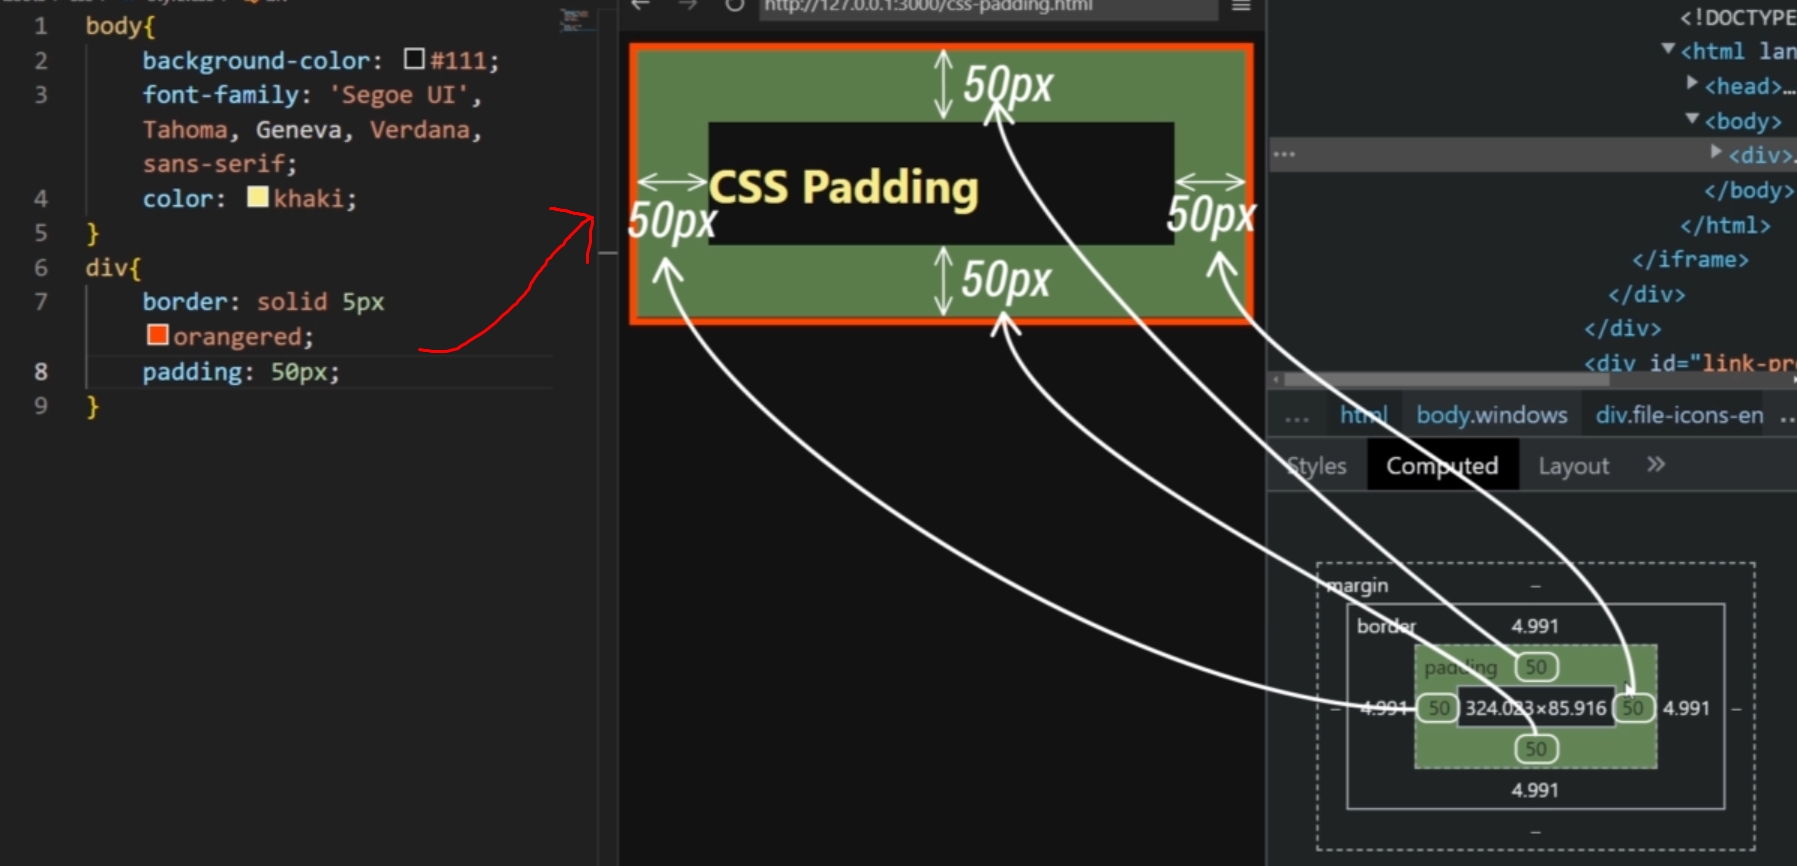 1 body{
2 background-color: #111;
3 font-family: 'Segoe UI',
Tahoma, Geneva, Verdana,
sans-serif;
4 color: khaki;
5 }
6 div{
7 border: solid 5px
orangered;
8 padding: 50px;
9 }
http://127.0.0.1:3000/css-padding.html
50px
CSS Padding
50px
50px
50px
<!DOCTYPE
<html lan
<head>…
<body>
<div>…
</body>
</html>
</iframe>
</div>
</div>
<div id="link-pr
... html body.windows div.file-icons-en ..
Styles Computed Layout »
margin –
border 4.991
padding 50
– 4.991 50 324.023×85.916 50 4.991 –
50
4.991
–